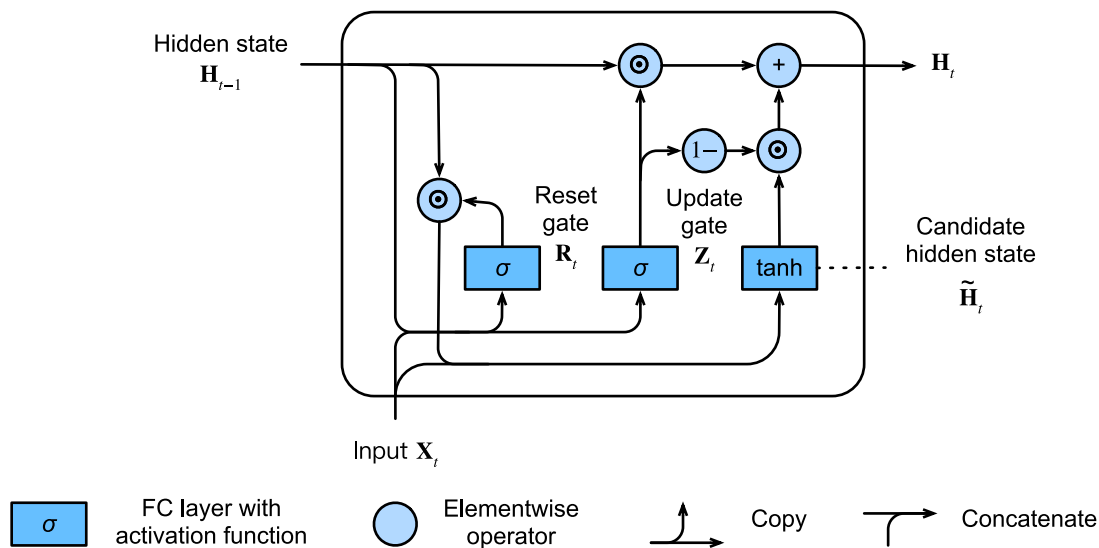 Hidden state
H_{t−1}
H_t
+
1−
Reset
gate
R_t
Update
gate
Z_t
Candidate
hidden state
H̃_t
σ
σ
tanh
Input X_t
σ
FC layer with
activation function
Elementwise
operator
Copy
Concatenate